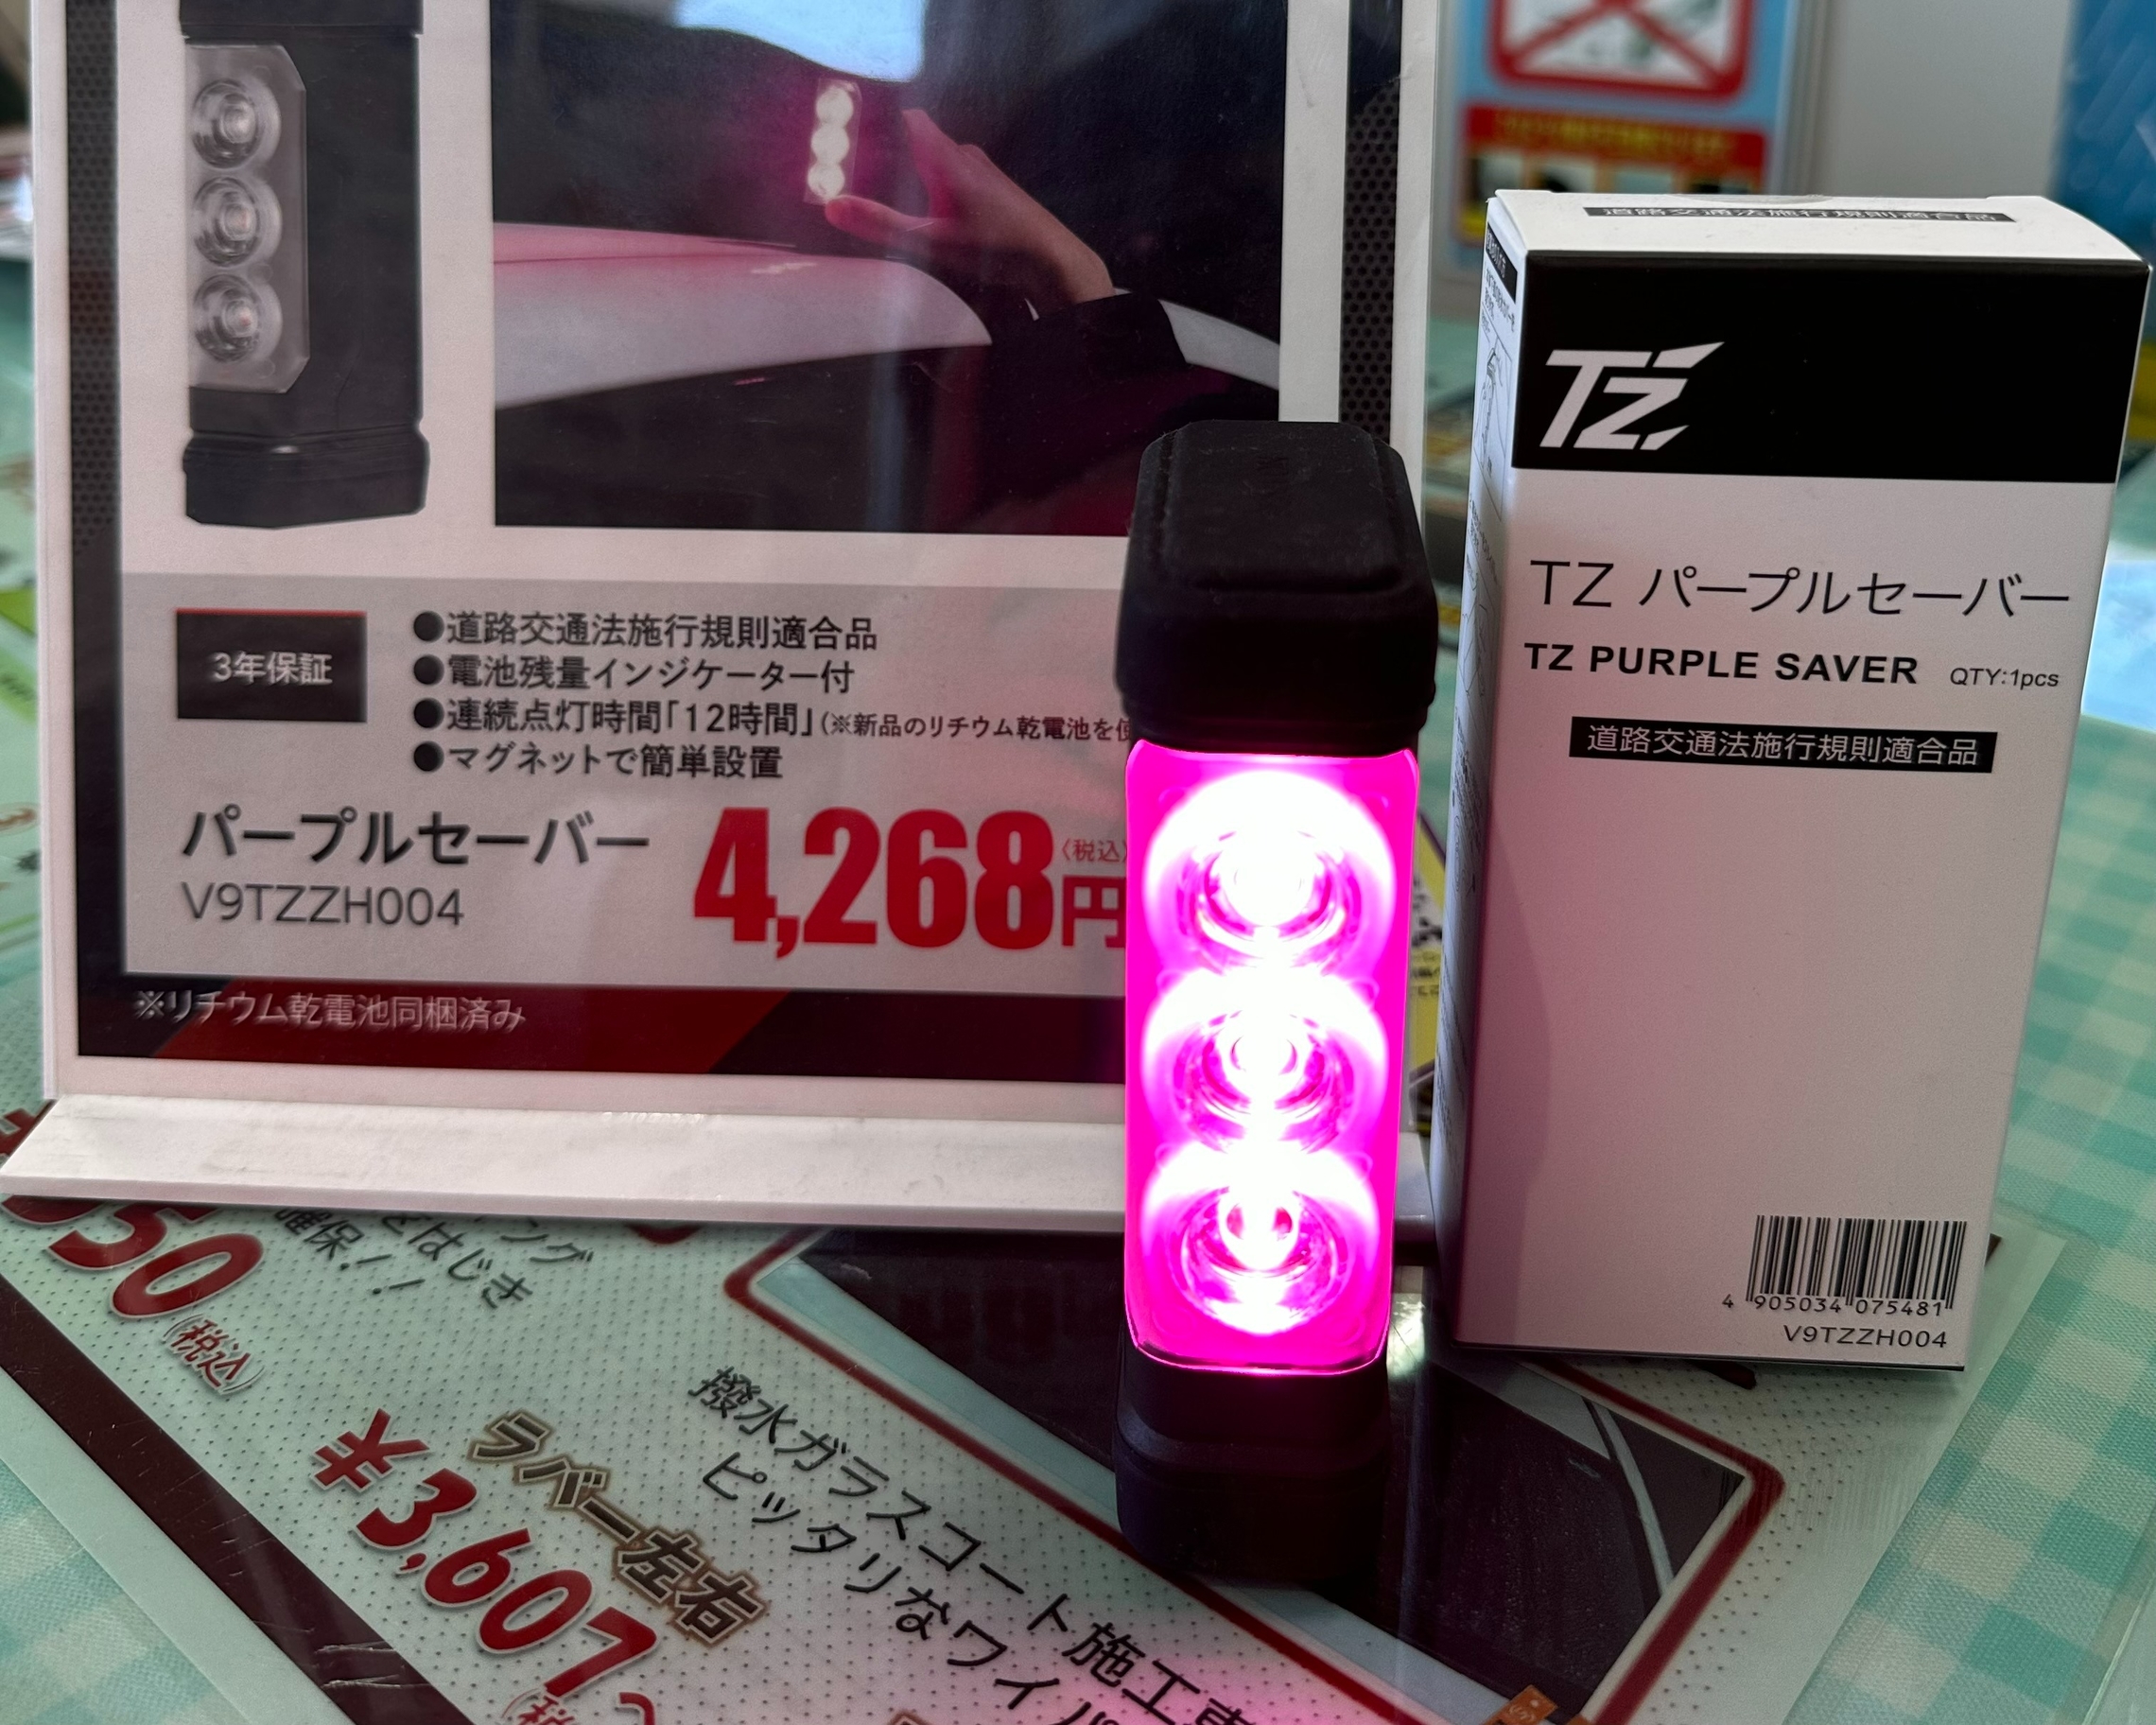 3年保証
●道路交通法施行規則適合品
●電池残量インジケーター付
●連続点灯時間「12時間」(※新品のリチウム乾電池を使
●マグネットで簡単設置
パープルセーバー
V9TZZH004
4,268円
〈税込〉
※リチウム乾電池同梱済み
道路交通法施行規則適合品
TZ
TZ パープルセーバー
TZ PURPLE SAVER QTY:1pcs
道路交通法施行規則適合品
4 905034 075481
V9TZZH004
ング
はじき
確保!!
50
(税込)
ラバー左右
¥3,607
撥水ガラスコート施工車
ピッタリなワイパ